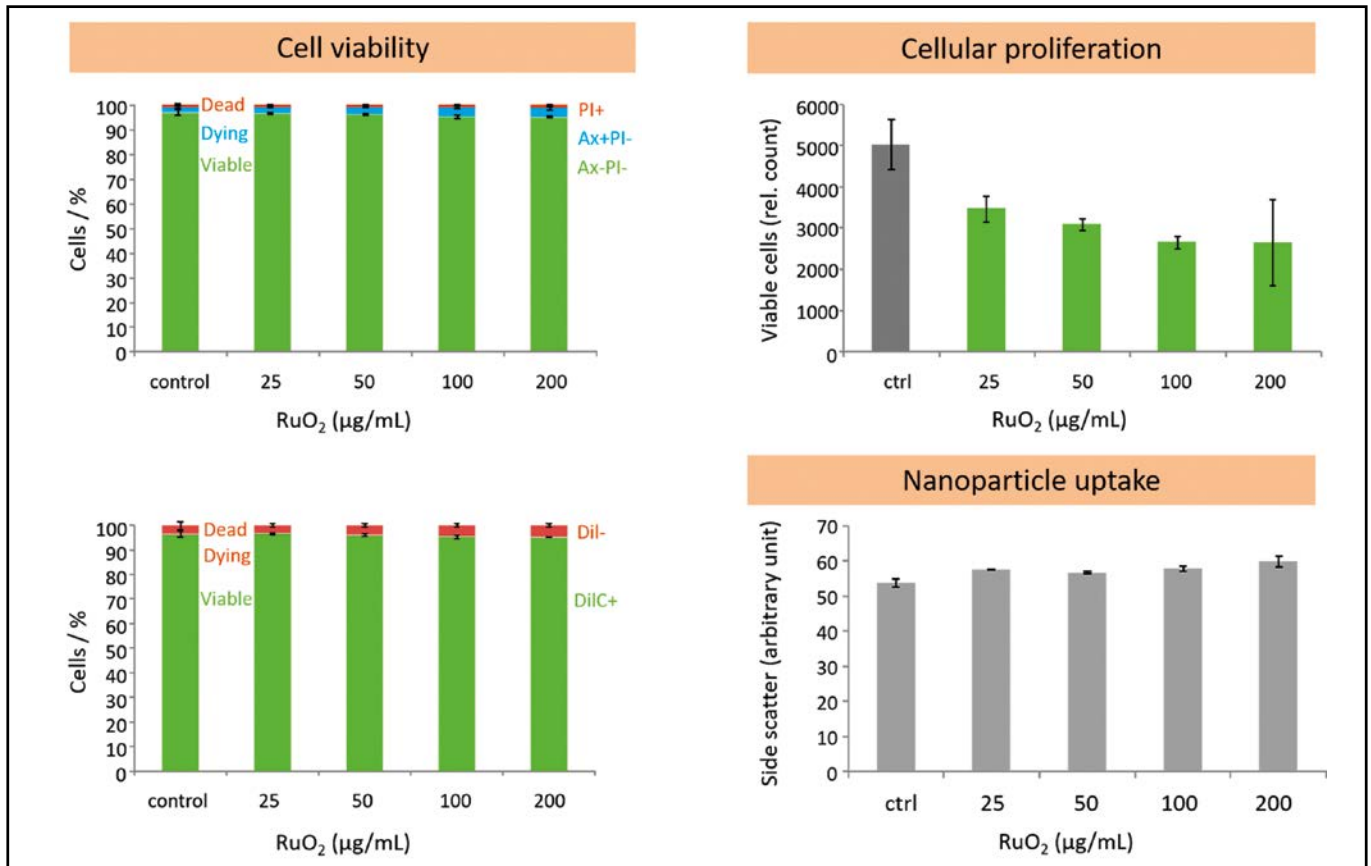 Cell viability
Cells / %
100
90
80
70
60
50
40
30
20
10
0
Dead
Dying
Viable
PI+
Ax+PI-
Ax-PI-
control 25 50 100 200
RuO₂ (µg/mL)
Cellular proliferation
Viable cells (rel. count)
6000
5000
4000
3000
2000
1000
0
ctrl 25 50 100 200
RuO₂ (µg/mL)
Cells / %
100
90
80
70
60
50
40
30
20
10
0
Dead
Dying
Viable
Dil-
DilC+
control 25 50 100 200
RuO₂ (µg/mL)
Nanoparticle uptake
Side scatter (arbitrary unit)
70
60
50
40
30
20
10
0
ctrl 25 50 100 200
RuO₂ (µg/mL)